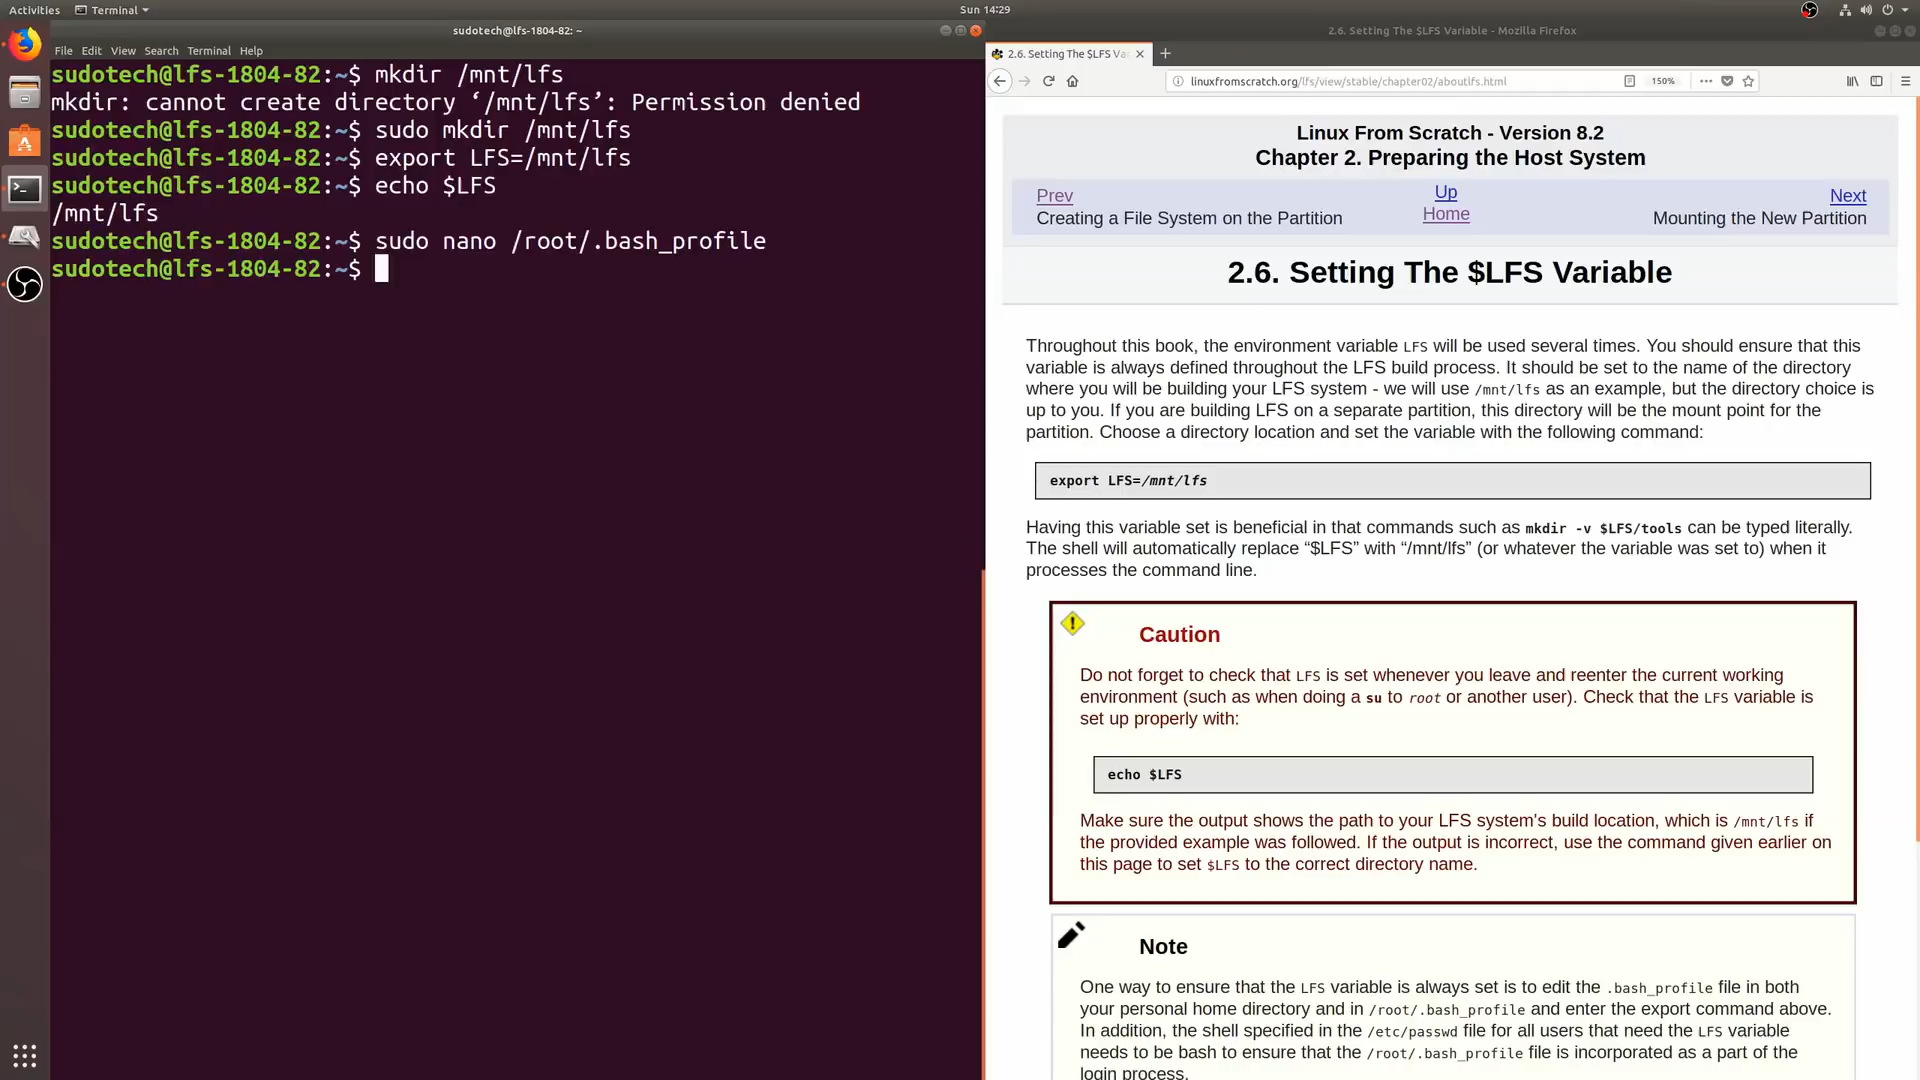 Activities
Terminal
Sun 14:29
sudotech@lfs-1804-82: ~
File Edit View Search Terminal Help
sudotech@lfs-1804-82:~$ mkdir /mnt/lfs
mkdir: cannot create directory ‘/mnt/lfs’: Permission denied
sudotech@lfs-1804-82:~$ sudo mkdir /mnt/lfs
sudotech@lfs-1804-82:~$ export LFS=/mnt/lfs
sudotech@lfs-1804-82:~$ echo $LFS
/mnt/lfs
sudotech@lfs-1804-82:~$ sudo nano /root/.bash_profile
sudotech@lfs-1804-82:~$
2.6. Setting The $LFS Variable - Mozilla Firefox
2.6. Setting The $LFS Va
linuxfromscratch.org/lfs/view/stable/chapter02/aboutlfs.html
150%
Linux From Scratch - Version 8.2
Chapter 2. Preparing the Host System
Prev
Creating a File System on the Partition
Up
Home
Next
Mounting the New Partition
2.6. Setting The $LFS Variable
Throughout this book, the environment variable LFS will be used several times. You should ensure that this
variable is always defined throughout the LFS build process. It should be set to the name of the directory
where you will be building your LFS system - we will use /mnt/lfs as an example, but the directory choice is
up to you. If you are building LFS on a separate partition, this directory will be the mount point for the
partition. Choose a directory location and set the variable with the following command:
export LFS=/mnt/lfs
Having this variable set is beneficial in that commands such as mkdir -v $LFS/tools can be typed literally.
The shell will automatically replace “$LFS” with “/mnt/lfs” (or whatever the variable was set to) when it
processes the command line.
Caution
Do not forget to check that LFS is set whenever you leave and reenter the current working
environment (such as when doing a su to root or another user). Check that the LFS variable is
set up properly with:
echo $LFS
Make sure the output shows the path to your LFS system's build location, which is /mnt/lfs if
the provided example was followed. If the output is incorrect, use the command given earlier on
this page to set $LFS to the correct directory name.
Note
One way to ensure that the LFS variable is always set is to edit the .bash_profile file in both
your personal home directory and in /root/.bash_profile and enter the export command above.
In addition, the shell specified in the /etc/passwd file for all users that need the LFS variable
needs to be bash to ensure that the /root/.bash_profile file is incorporated as a part of the
login process.